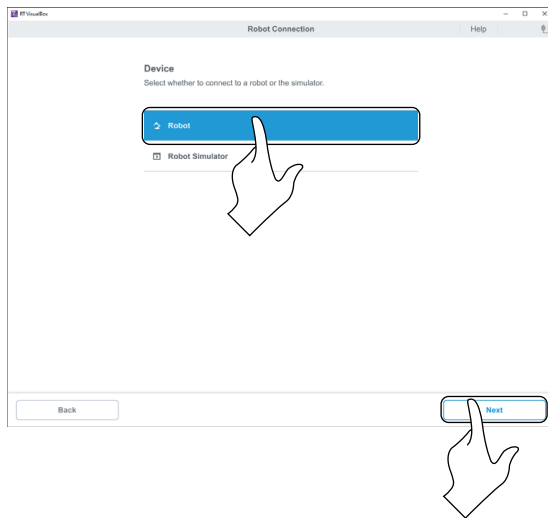 RT VisualBox
Robot Connection
Help
Device
Select whether to connect to a robot or the simulator.
Robot
Robot Simulator
Back
Next